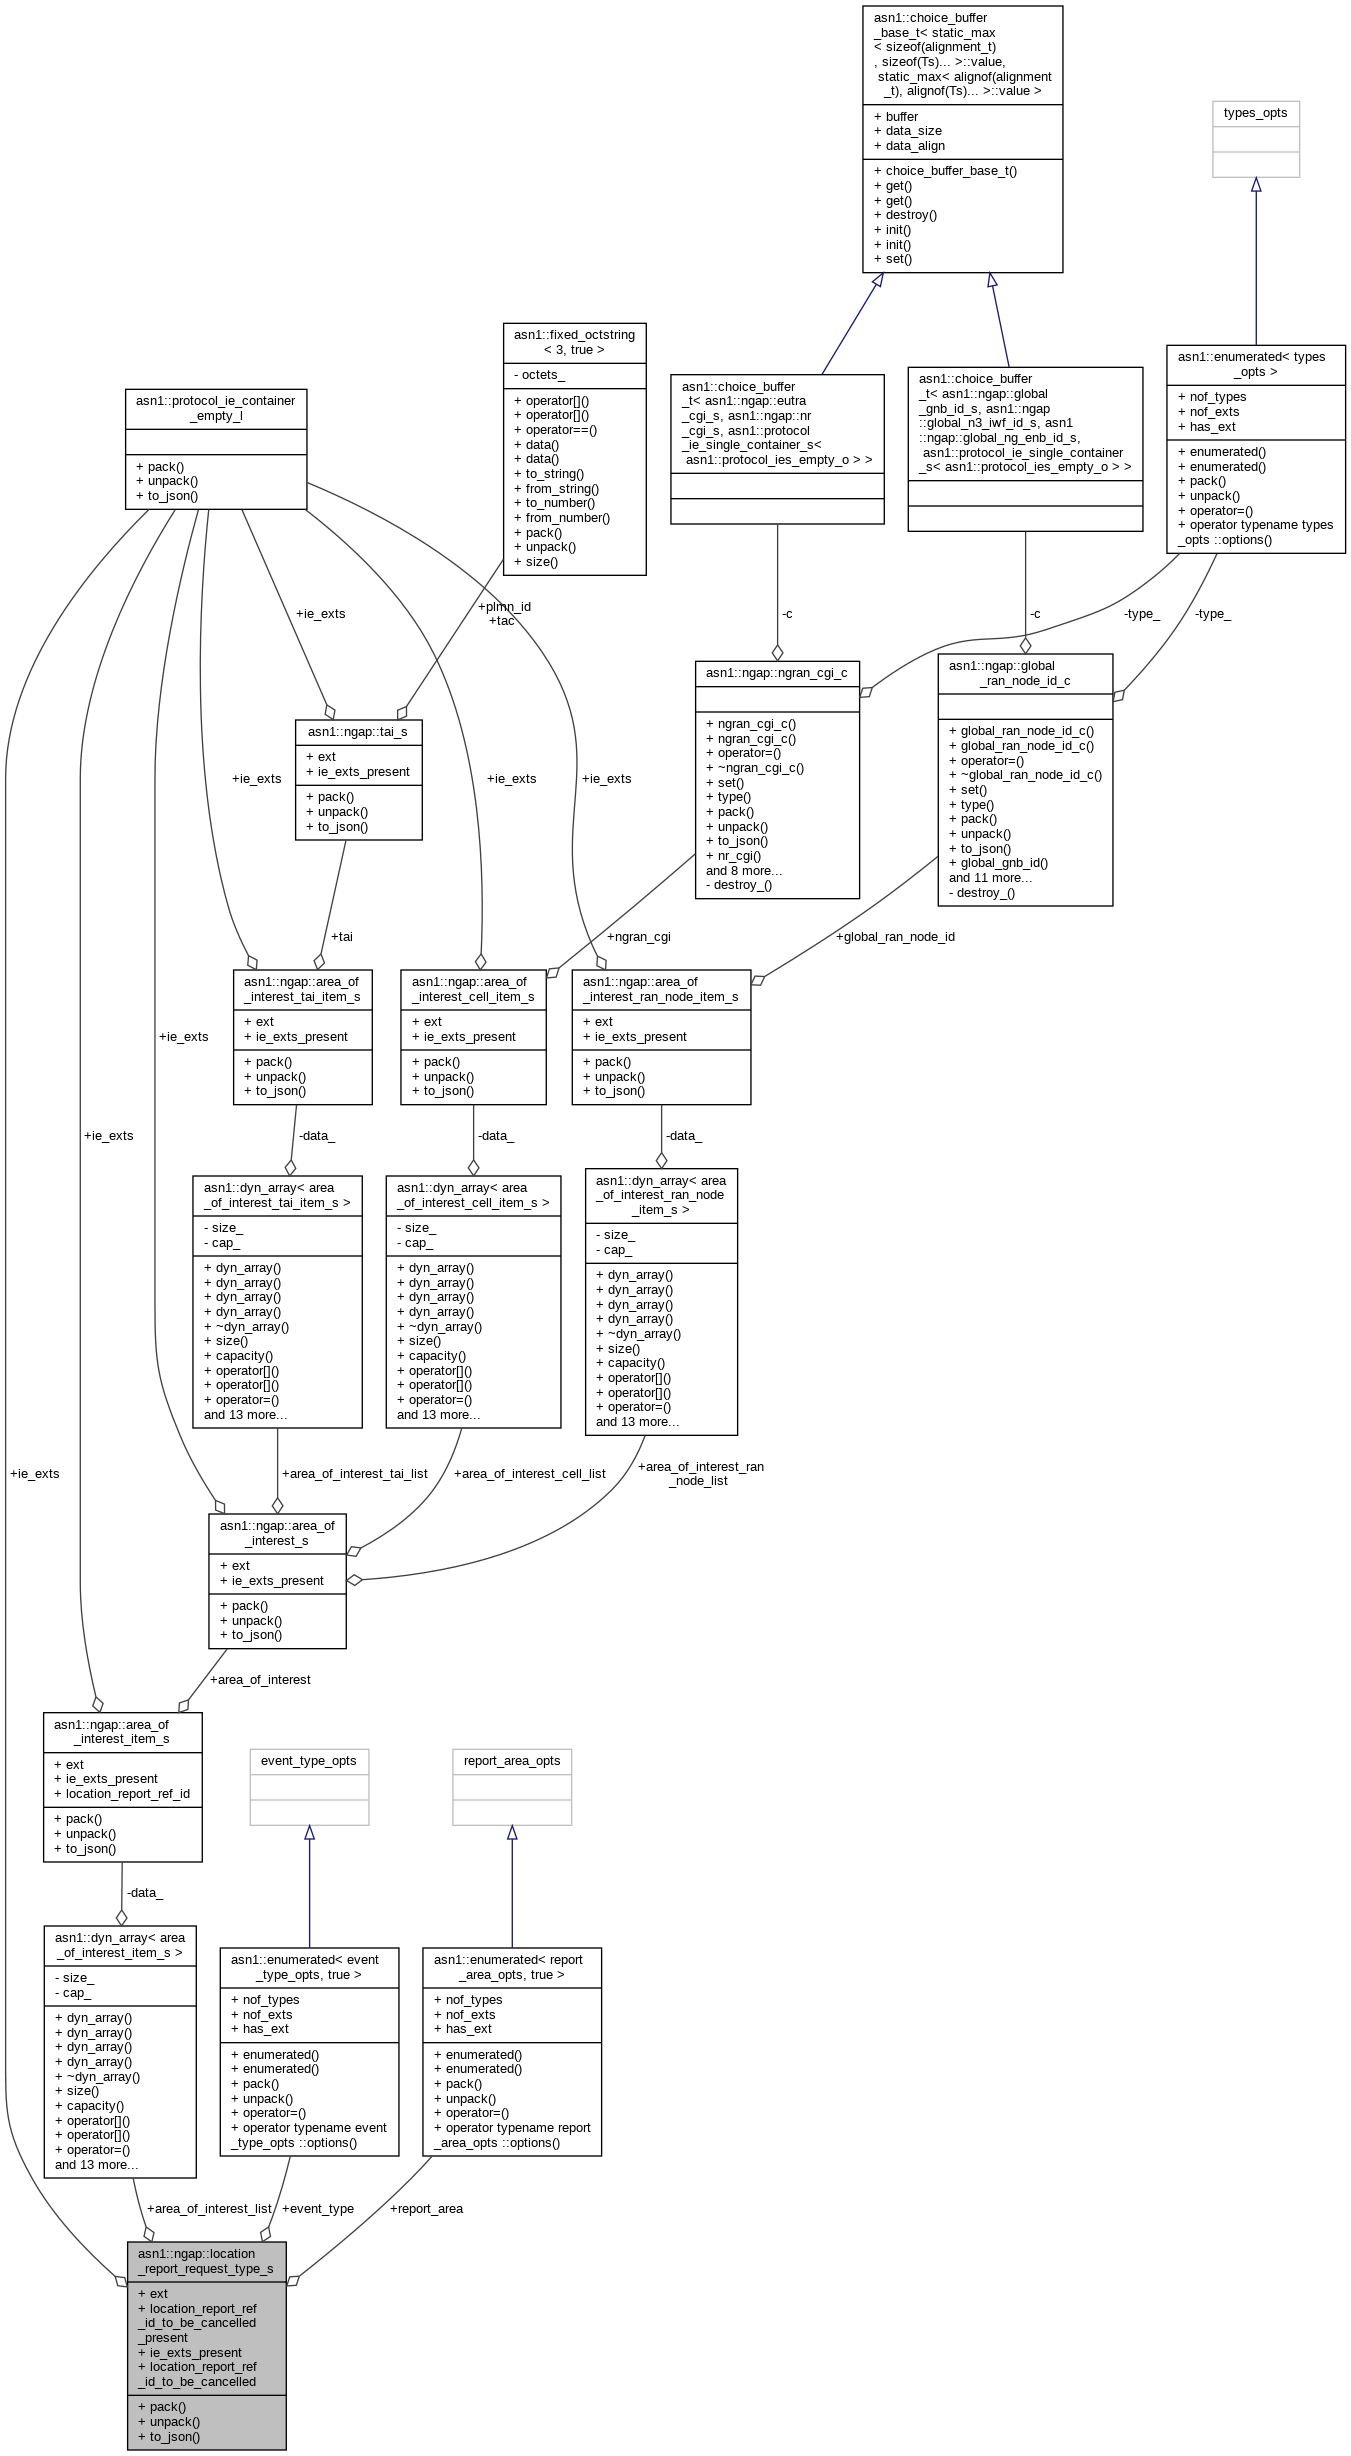 asn1::choice_buffer
_base_t< static_max
< sizeof(alignment_t)
, sizeof(Ts)... >::value,
static_max< alignof(alignment
_t), alignof(Ts)... >::value >
+ buffer
+ data_size
+ data_align
+ choice_buffer_base_t()
+ get()
+ get()
+ destroy()
+ init()
+ init()
+ set()
types_opts
asn1::fixed_octstring
< 3, true >
- octets_
+ operator[]()
+ operator[]()
+ operator==()
+ data()
+ data()
+ to_string()
+ from_string()
+ to_number()
+ from_number()
+ pack()
+ unpack()
+ size()
asn1::enumerated< types
_opts >
+ nof_types
+ nof_exts
+ has_ext
+ enumerated()
+ enumerated()
+ pack()
+ unpack()
+ operator=()
+ operator typename types
_opts ::options()
asn1::choice_buffer
_t< asn1::ngap::eutra
_cgi_s, asn1::ngap::nr
_cgi_s, asn1::protocol
_ie_single_container_s<
asn1::protocol_ies_empty_o > >
asn1::choice_buffer
_t< asn1::ngap::global
_gnb_id_s, asn1::ngap
::global_n3_iwf_id_s, asn1
::ngap::global_ng_enb_id_s,
asn1::protocol_ie_single_container
_s< asn1::protocol_ies_empty_o > >
asn1::protocol_ie_container
_empty_l
+ pack()
+ unpack()
+ to_json()
+ie_exts
+plmn_id
+tac
-c
-c
-type_
-type_
asn1::ngap::tai_s
+ ext
+ ie_exts_present
+ pack()
+ unpack()
+ to_json()
asn1::ngap::ngran_cgi_c
+ ngran_cgi_c()
+ ngran_cgi_c()
+ operator=()
+ ~ngran_cgi_c()
+ set()
+ type()
+ pack()
+ unpack()
+ to_json()
+ nr_cgi()
and 8 more...
- destroy_()
asn1::ngap::global
_ran_node_id_c
+ global_ran_node_id_c()
+ global_ran_node_id_c()
+ operator=()
+ ~global_ran_node_id_c()
+ set()
+ type()
+ pack()
+ unpack()
+ to_json()
+ global_gnb_id()
and 11 more...
- destroy_()
+ie_exts
+ie_exts
+ie_exts
+tai
+ngran_cgi
+global_ran_node_id
asn1::ngap::area_of
_interest_tai_item_s
+ ext
+ ie_exts_present
+ pack()
+ unpack()
+ to_json()
asn1::ngap::area_of
_interest_cell_item_s
+ ext
+ ie_exts_present
+ pack()
+ unpack()
+ to_json()
asn1::ngap::area_of
_interest_ran_node_item_s
+ ext
+ ie_exts_present
+ pack()
+ unpack()
+ to_json()
+ie_exts
+ie_exts
-data_
-data_
-data_
asn1::dyn_array< area
_of_interest_tai_item_s >
- size_
- cap_
+ dyn_array()
+ dyn_array()
+ dyn_array()
+ dyn_array()
+ ~dyn_array()
+ size()
+ capacity()
+ operator[]()
+ operator[]()
+ operator=()
and 13 more...
asn1::dyn_array< area
_of_interest_cell_item_s >
- size_
- cap_
+ dyn_array()
+ dyn_array()
+ dyn_array()
+ dyn_array()
+ ~dyn_array()
+ size()
+ capacity()
+ operator[]()
+ operator[]()
+ operator=()
and 13 more...
asn1::dyn_array< area
_of_interest_ran_node
_item_s >
- size_
- cap_
+ dyn_array()
+ dyn_array()
+ dyn_array()
+ dyn_array()
+ ~dyn_array()
+ size()
+ capacity()
+ operator[]()
+ operator[]()
+ operator=()
and 13 more...
+ie_exts
+area_of_interest_tai_list
+area_of_interest_cell_list
+area_of_interest_ran
_node_list
asn1::ngap::area_of
_interest_s
+ ext
+ ie_exts_present
+ pack()
+ unpack()
+ to_json()
+area_of_interest
asn1::ngap::area_of
_interest_item_s
+ ext
+ ie_exts_present
+ location_report_ref_id
+ pack()
+ unpack()
+ to_json()
event_type_opts
report_area_opts
-data_
asn1::dyn_array< area
_of_interest_item_s >
- size_
- cap_
+ dyn_array()
+ dyn_array()
+ dyn_array()
+ dyn_array()
+ ~dyn_array()
+ size()
+ capacity()
+ operator[]()
+ operator[]()
+ operator=()
and 13 more...
asn1::enumerated< event
_type_opts, true >
+ nof_types
+ nof_exts
+ has_ext
+ enumerated()
+ enumerated()
+ pack()
+ unpack()
+ operator=()
+ operator typename event
_type_opts ::options()
asn1::enumerated< report
_area_opts, true >
+ nof_types
+ nof_exts
+ has_ext
+ enumerated()
+ enumerated()
+ pack()
+ unpack()
+ operator=()
+ operator typename report
_area_opts ::options()
+area_of_interest_list
+event_type
+report_area
asn1::ngap::location
_report_request_type_s
+ ext
+ location_report_ref
_id_to_be_cancelled
_present
+ ie_exts_present
+ location_report_ref
_id_to_be_cancelled
+ pack()
+ unpack()
+ to_json()